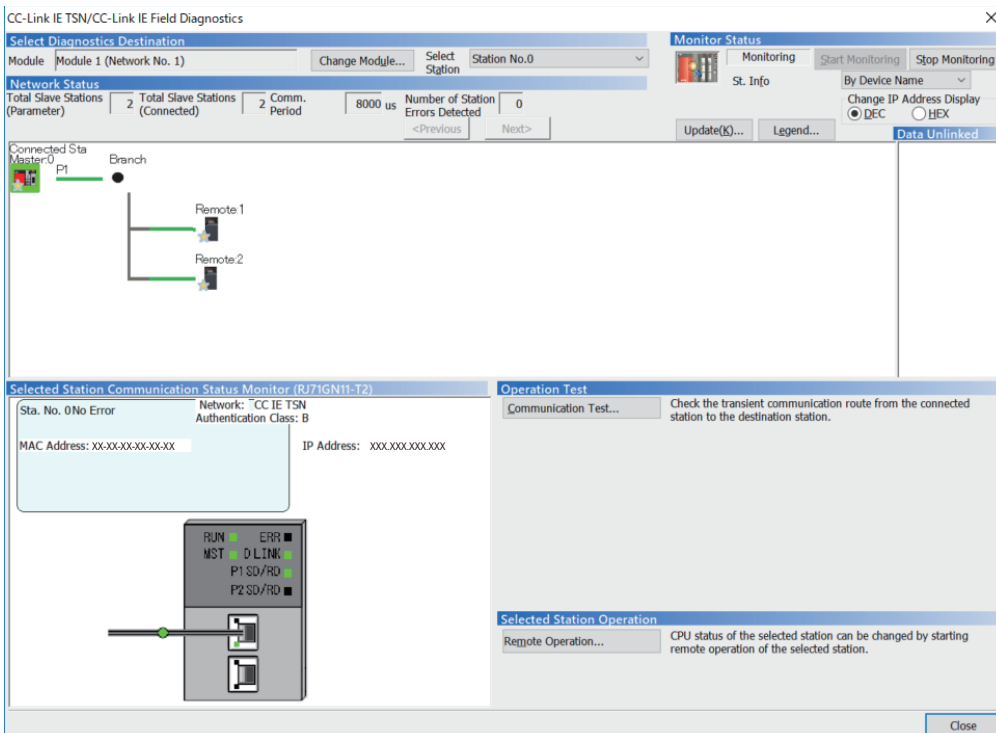 CC-Link IE TSN/CC-Link IE Field Diagnostics
Select Diagnostics Destination
Module Module 1 (Network No. 1) Change Module... Select Station Station No.0
Monitor Status
Monitoring Start Monitoring Stop Monitoring
St. Info By Device Name
Change IP Address Display
DEC HEX
Update(K)... Legend...
Network Status
Total Slave Stations (Parameter) 2 Total Slave Stations (Connected) 2 Comm. Period 8000 us Number of Station Errors Detected 0
<Previous Next>
Data Unlinked
Connected Sta
Master:0
P1
Branch
Remote:1
Remote:2
Selected Station Communication Status Monitor (RJ71GN11-T2)
Sta. No. 0No Error
Network: CC IE TSN
Authentication Class: B
MAC Address: XX-XX-XX-XX-XX-XX IP Address: XXX.XXX.XXX.XXX
RUN ERR
MST D LINK
P1 SD/RD
P2 SD/RD
Operation Test
Communication Test...
Check the transient communication route from the connected
station to the destination station.
Selected Station Operation
Remote Operation...
CPU status of the selected station can be changed by starting
remote operation of the selected station.
Close